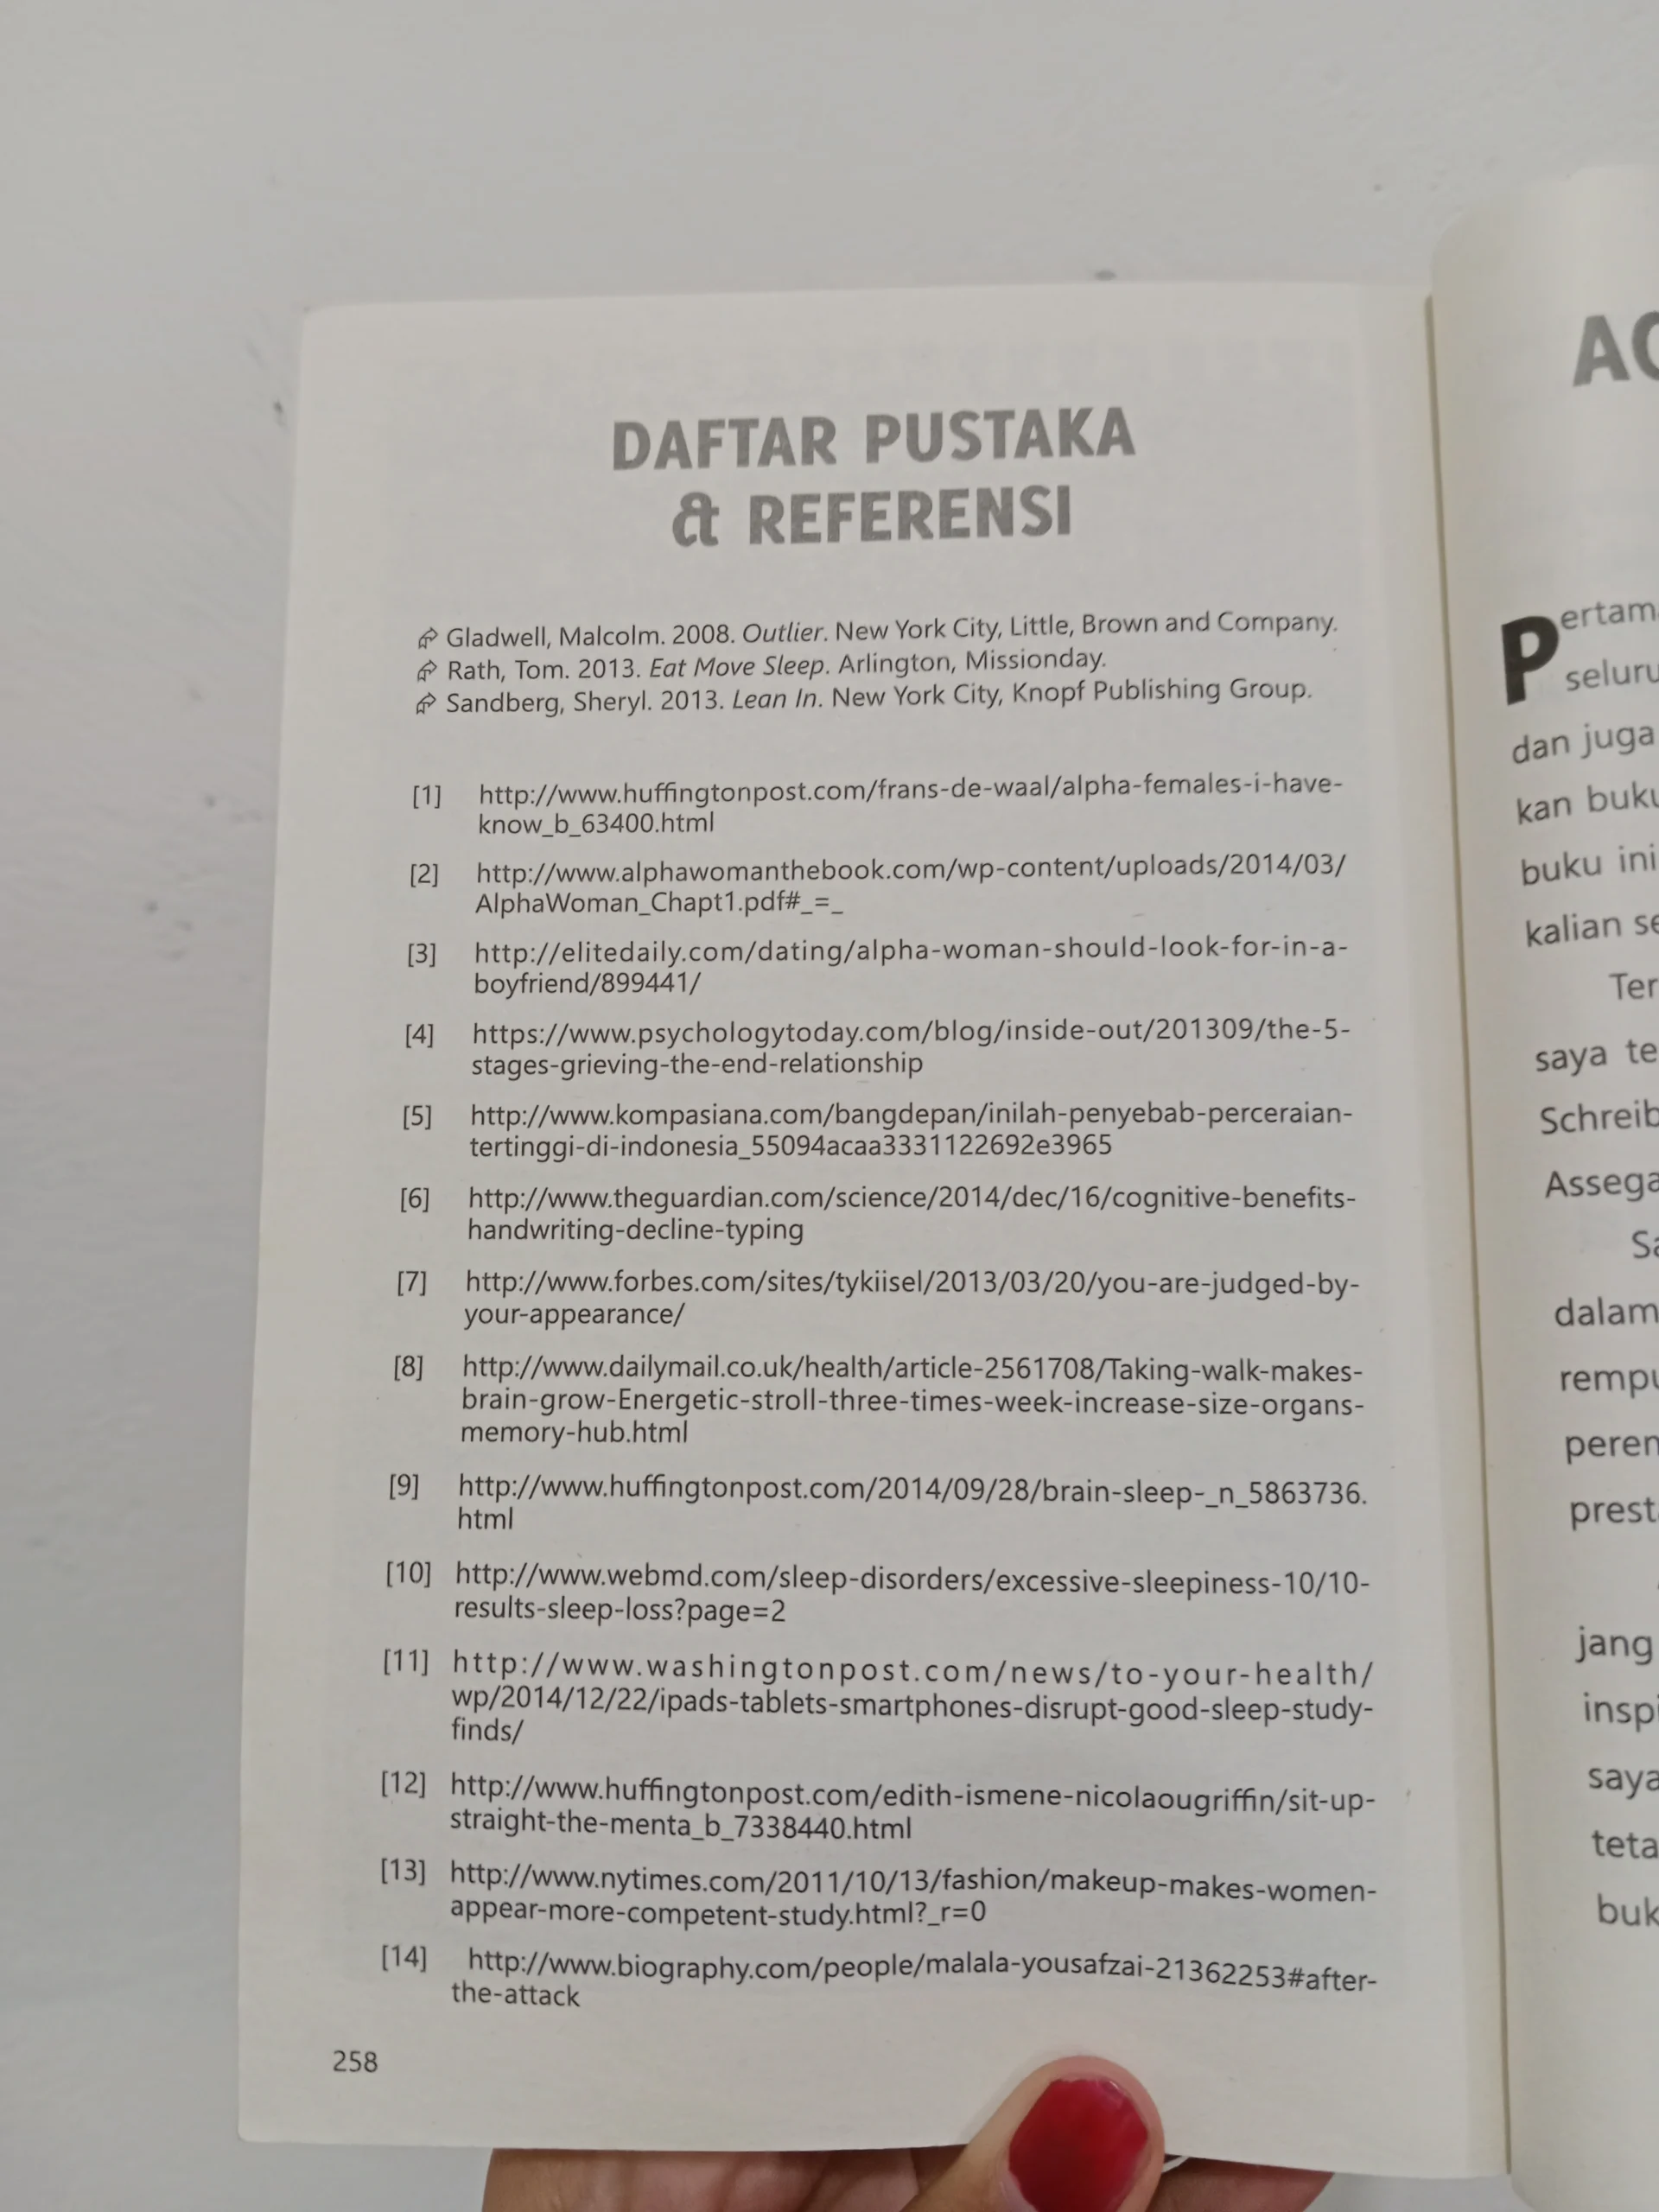 DAFTAR PUSTAKA
& REFERENSI
Gladwell, Malcolm. 2008. Outlier. New York City, Little, Brown and Company.
Rath, Tom. 2013. Eat Move Sleep. Arlington, Missionday.
Sandberg, Sheryl. 2013. Lean In. New York City, Knopf Publishing Group.
[1] http://www.huffingtonpost.com/frans-de-waal/alpha-females-i-have-
know_b_63400.html
[2] http://www.alphawomanthebook.com/wp-content/uploads/2014/03/
AlphaWoman_Chapt1.pdf#_=_
[3] http://elitedaily.com/dating/alpha-woman-should-look-for-in-a-
boyfriend/899441/
[4] https://www.psychologytoday.com/blog/inside-out/201309/the-5-
stages-grieving-the-end-relationship
[5] http://www.kompasiana.com/bangdepan/inilah-penyebab-perceraian-
tertinggi-di-indonesia_55094acaa3331122692e3965
[6] http://www.theguardian.com/science/2014/dec/16/cognitive-benefits-
handwriting-decline-typing
[7] http://www.forbes.com/sites/tykiisel/2013/03/20/you-are-judged-by-
your-appearance/
[8] http://www.dailymail.co.uk/health/article-2561708/Taking-walk-makes-
brain-grow-Energetic-stroll-three-times-week-increase-size-organs-
memory-hub.html
[9] http://www.huffingtonpost.com/2014/09/28/brain-sleep-_n_5863736.
html
[10] http://www.webmd.com/sleep-disorders/excessive-sleepiness-10/10-
results-sleep-loss?page=2
[11] http://www.washingtonpost.com/news/to-your-health/
wp/2014/12/22/ipads-tablets-smartphones-disrupt-good-sleep-study-
finds/
[12] http://www.huffingtonpost.com/edith-ismene-nicolaougriffin/sit-up-
straight-the-menta_b_7338440.html
[13] http://www.nytimes.com/2011/10/13/fashion/makeup-makes-women-
appear-more-competent-study.html?_r=0
[14] http://www.biography.com/people/malala-yousafzai-21362253#after-
the-attack
258
dan juga
kan
buku ini
kalian
saya
dalam
saya